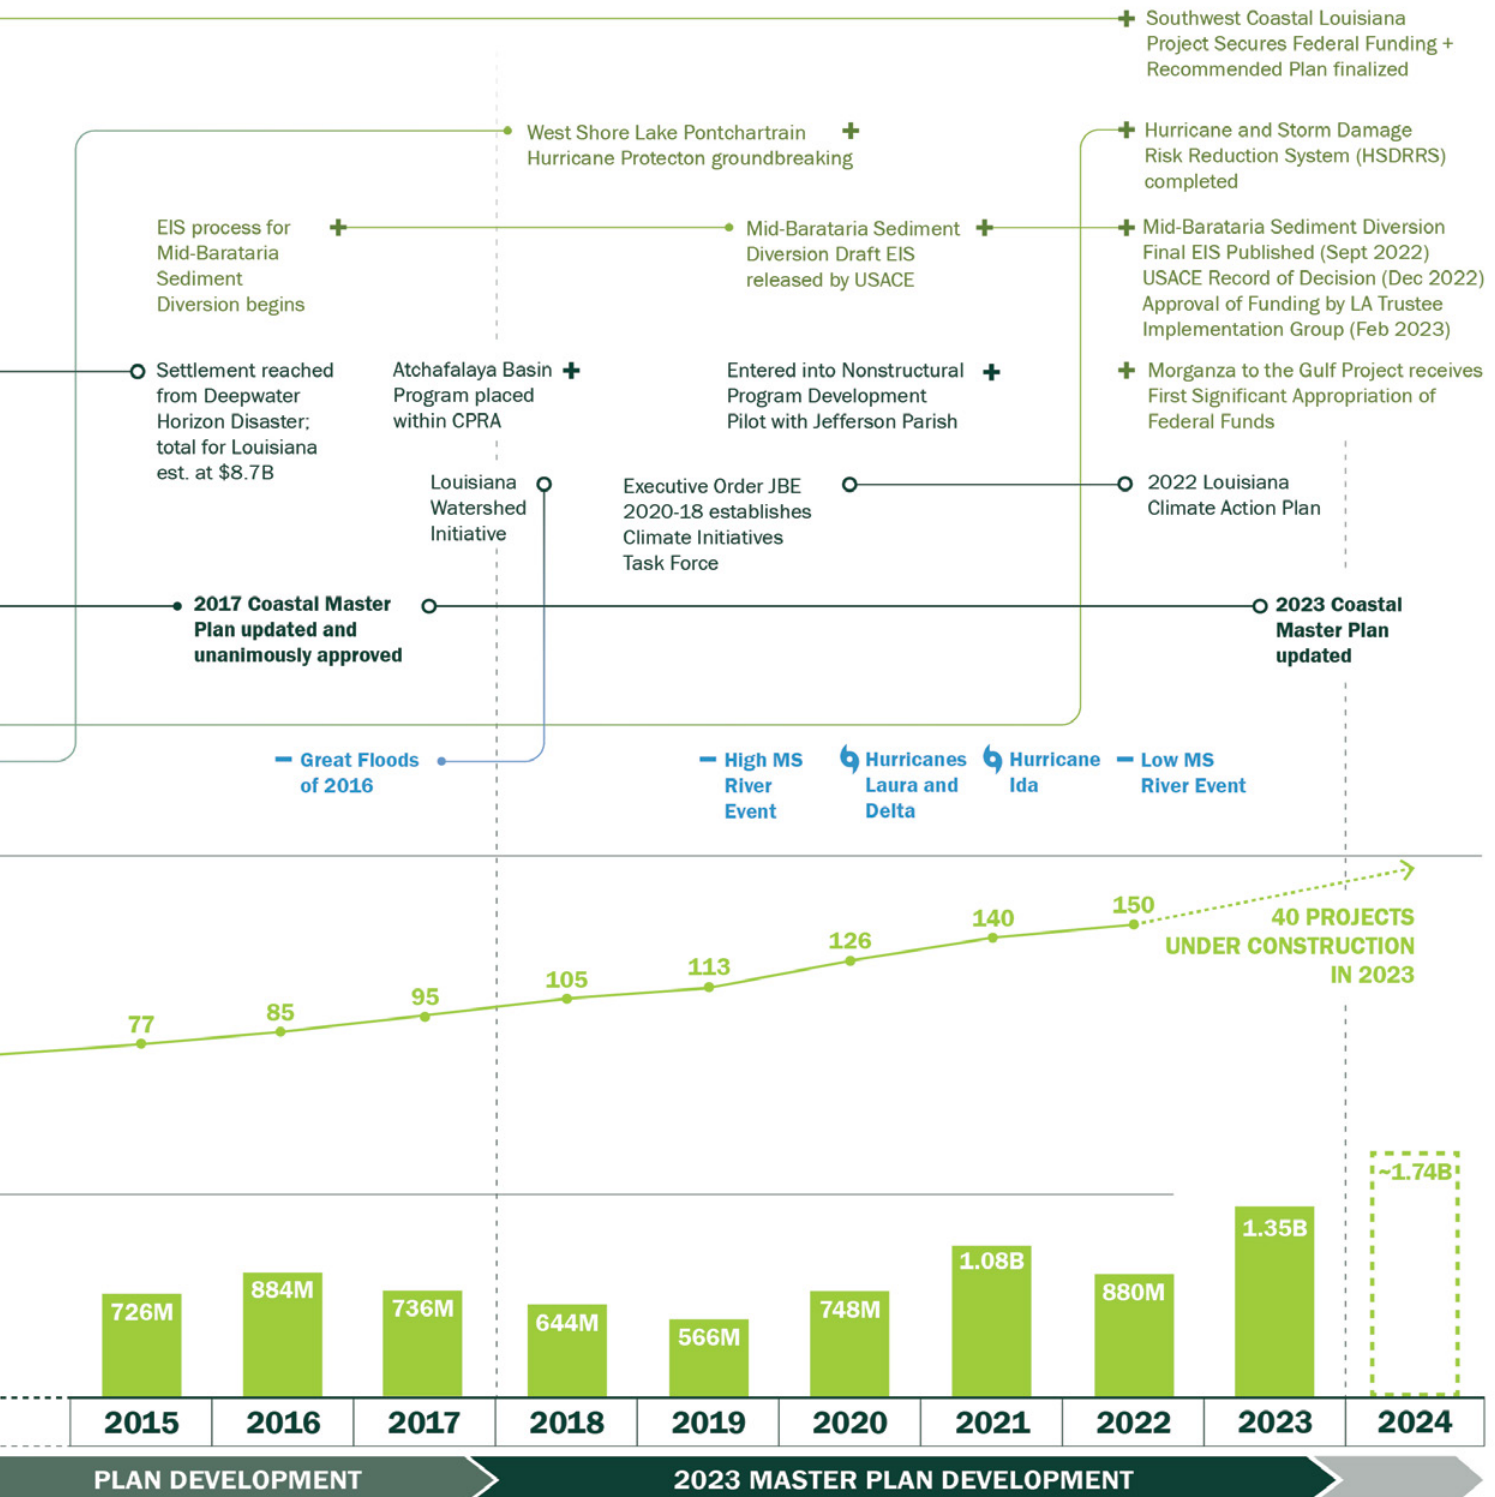 Southwest Coastal Louisiana
Project Secures Federal Funding +
Recommended Plan finalized
West Shore Lake Pontchartrain
Hurricane Protecton groundbreaking
Hurricane and Storm Damage
Risk Reduction System (HSDRRS)
completed
EIS process for
Mid-Barataria
Sediment
Diversion begins
Mid-Barataria Sediment
Diversion Draft EIS
released by USACE
Mid-Barataria Sediment Diversion
Final EIS Published (Sept 2022)
USACE Record of Decision (Dec 2022)
Approval of Funding by LA Trustee
Implementation Group (Feb 2023)
Settlement reached
from Deepwater
Horizon Disaster;
total for Louisiana
est. at $8.7B
Atchafalaya Basin
Program placed
within CPRA
Entered into Nonstructural
Program Development
Pilot with Jefferson Parish
Morganza to the Gulf Project receives
First Significant Appropriation of
Federal Funds
Louisiana
Watershed
Initiative
Executive Order JBE
2020-18 establishes
Climate Initiatives
Task Force
2022 Louisiana
Climate Action Plan
2017 Coastal Master
Plan updated and
unanimously approved
2023 Coastal
Master Plan
updated
Great Floods
of 2016
High MS
River
Event
Hurricanes
Laura and
Delta
Hurricane
Ida
Low MS
River Event
77
85
95
105
113
126
140
150
40 PROJECTS
UNDER CONSTRUCTION
IN 2023
726M
884M
736M
644M
566M
748M
1.08B
880M
1.35B
~1.74B
2015
2016
2017
2018
2019
2020
2021
2022
2023
2024
PLAN DEVELOPMENT
2023 MASTER PLAN DEVELOPMENT